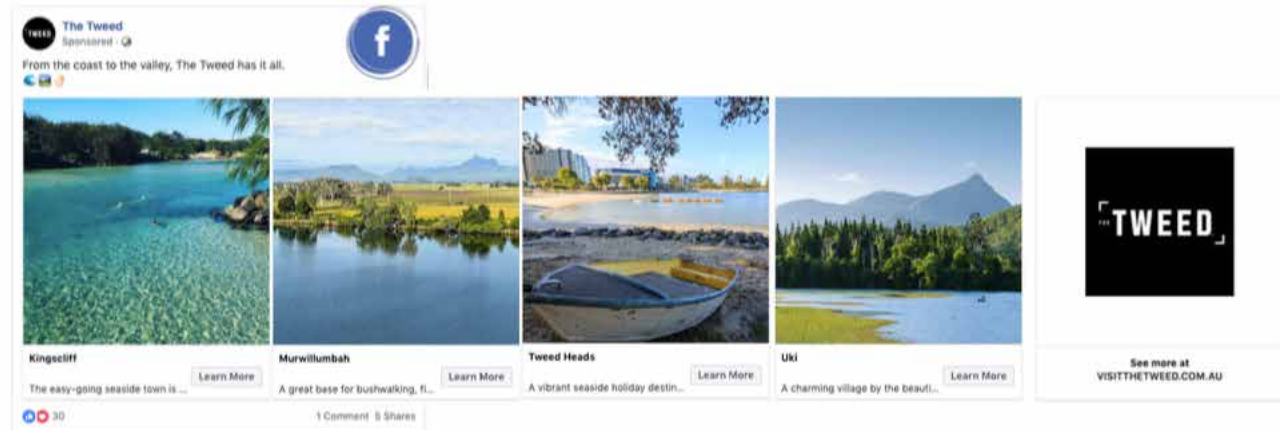 TWEED
The Tweed
Sponsored ·
f
From the coast to the valley, The Tweed has it all.
THE TWEED
Kingscliff
Learn More
The easy-going seaside town is ...
Murwillumbah
Learn More
A great base for bushwalking, fi...
Tweed Heads
Learn More
A vibrant seaside holiday destin...
Uki
Learn More
A charming village by the beauti...
See more at
VISITTHETWEED.COM.AU
30
1 Comment 5 Shares